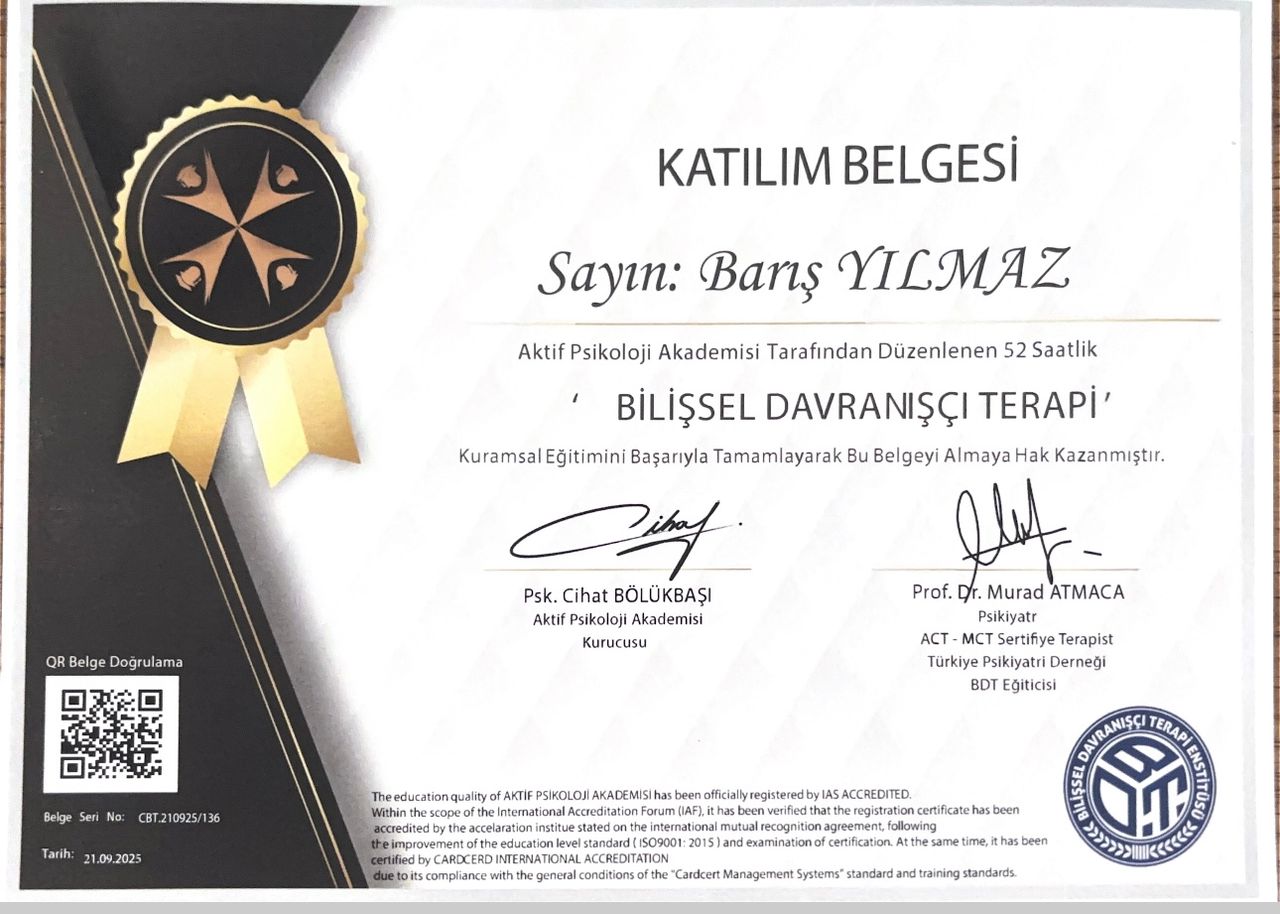 KATILIM BELGESİ
Sayın: Barış YILMAZ
Aktif Psikoloji Akademisi Tarafından Düzenlenen 52 Saatlik
‘ BİLİŞSEL DAVRANIŞÇI TERAPİ’
Kuramsal Eğitimini Başarıyla Tamamlayarak Bu Belgeyi Almaya Hak Kazanmıştır.
Cihat
Psk. Cihat BÖLÜKBAŞI
Aktif Psikoloji Akademisi
Kurucusu
Prof. Dr. Murad ATMACA
Psikiyatr
ACT - MCT Sertifiye Terapist
Türkiye Psikiyatri Derneği
BDT Eğiticisi
QR Belge Doğrulama
Belge Seri No: CBT.210925/136
Tarih: 21.09.2025
The education quality of AKTİF PSİKOLOJİ AKADEMİSI has been officially registered by IAS ACCREDITED.
Within the scope of the International Accreditation Forum (IAF), it has been verified that the registration certificate has been
accredited by the accelaration institue stated on the international mutual recognition agreement, following
the improvement of the education level standard ( ISO9001: 2015 ) and examination of certification. At the same time, it has been
certified by CARDCERD INTERNATIONAL ACCREDITATION
due to its compliance with the general conditions of the “Cardcert Management Systems” standard and training standards.
BİLİŞSEL DAVRANIŞÇI TERAPİ ENSTİTÜSÜ